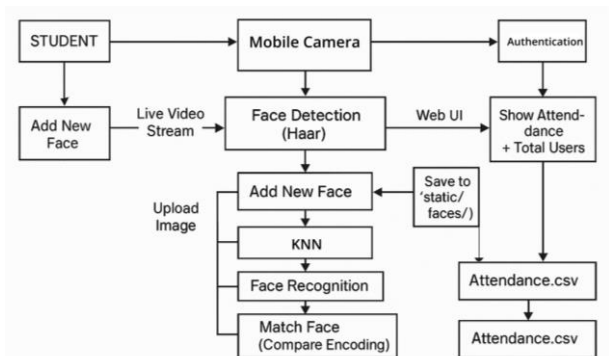 STUDENT
Mobile Camera
Authentication
Add New
Face
Live Video
Stream
Face Detection
(Haar)
Web UI
Show Attend-
dance
+ Total Users
Add New Face
Save to
'static/
faces/)
Upload
Image
KNN
Face Recognition
Attendance.csv
Match Face
(Compare Encoding)
Attendance.csv